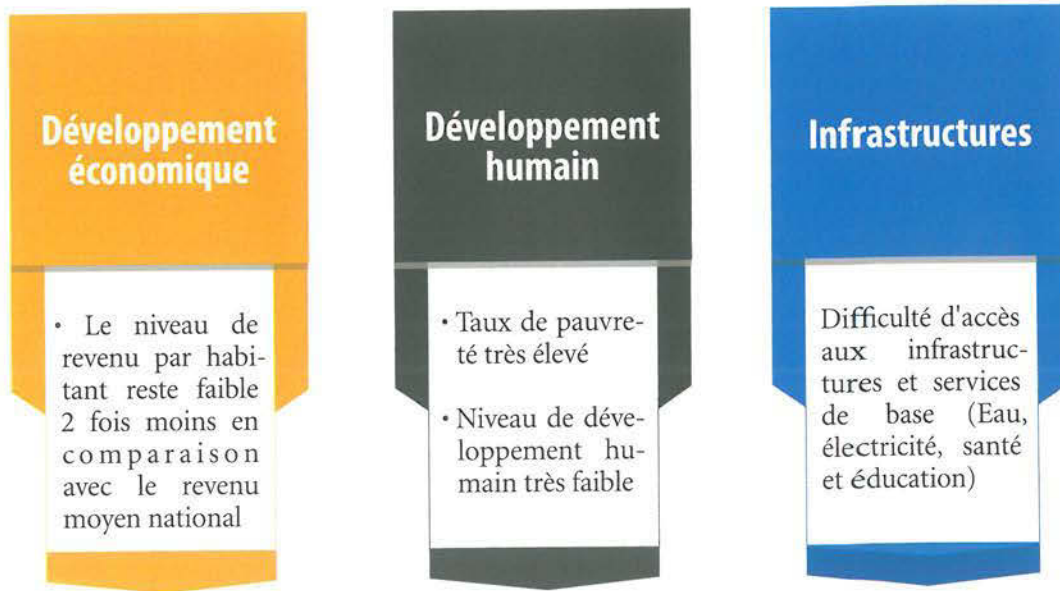 Développement
économique
• Le niveau de
revenu par habi-
tant reste faible
2 fois moins en
comparaison
avec le revenu
moyen national
Développement
humain
• Taux de pauvre-
té très élevé
• Niveau de déve-
loppement hu-
main très faible
Infrastructures
Difficulté d'accès
aux infrastruc-
tures et services
de base (Eau,
électricité, santé
et éducation)